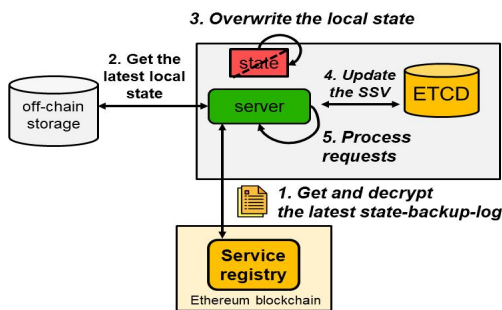 3. Overwrite the local state
2. Get the
latest local
state
state
4. Update
the SSV
off-chain
storage
server
ETCD
5. Process
requests
1. Get and decrypt
the latest state-backup-log
Service
registry
Ethereum blockchain